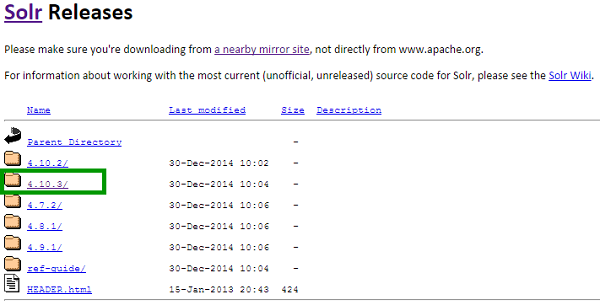 Solr Releases
Please make sure you're downloading from a nearby mirror site, not directly from www.apache.org.
For information about working with the most current (unofficial, unreleased) source code for Solr, please see the Solr Wiki.
Name Last modified Size Description
Parent Directory -
4.10.2/ 30-Dec-2014 10:02 -
4.10.3/ 30-Dec-2014 10:04 -
4.7.2/ 30-Dec-2014 10:06 -
4.8.1/ 30-Dec-2014 10:06 -
4.9.1/ 30-Dec-2014 10:06 -
ref-guide/ 30-Dec-2014 10:04 -
HEADER.html 15-Jan-2013 20:43 424